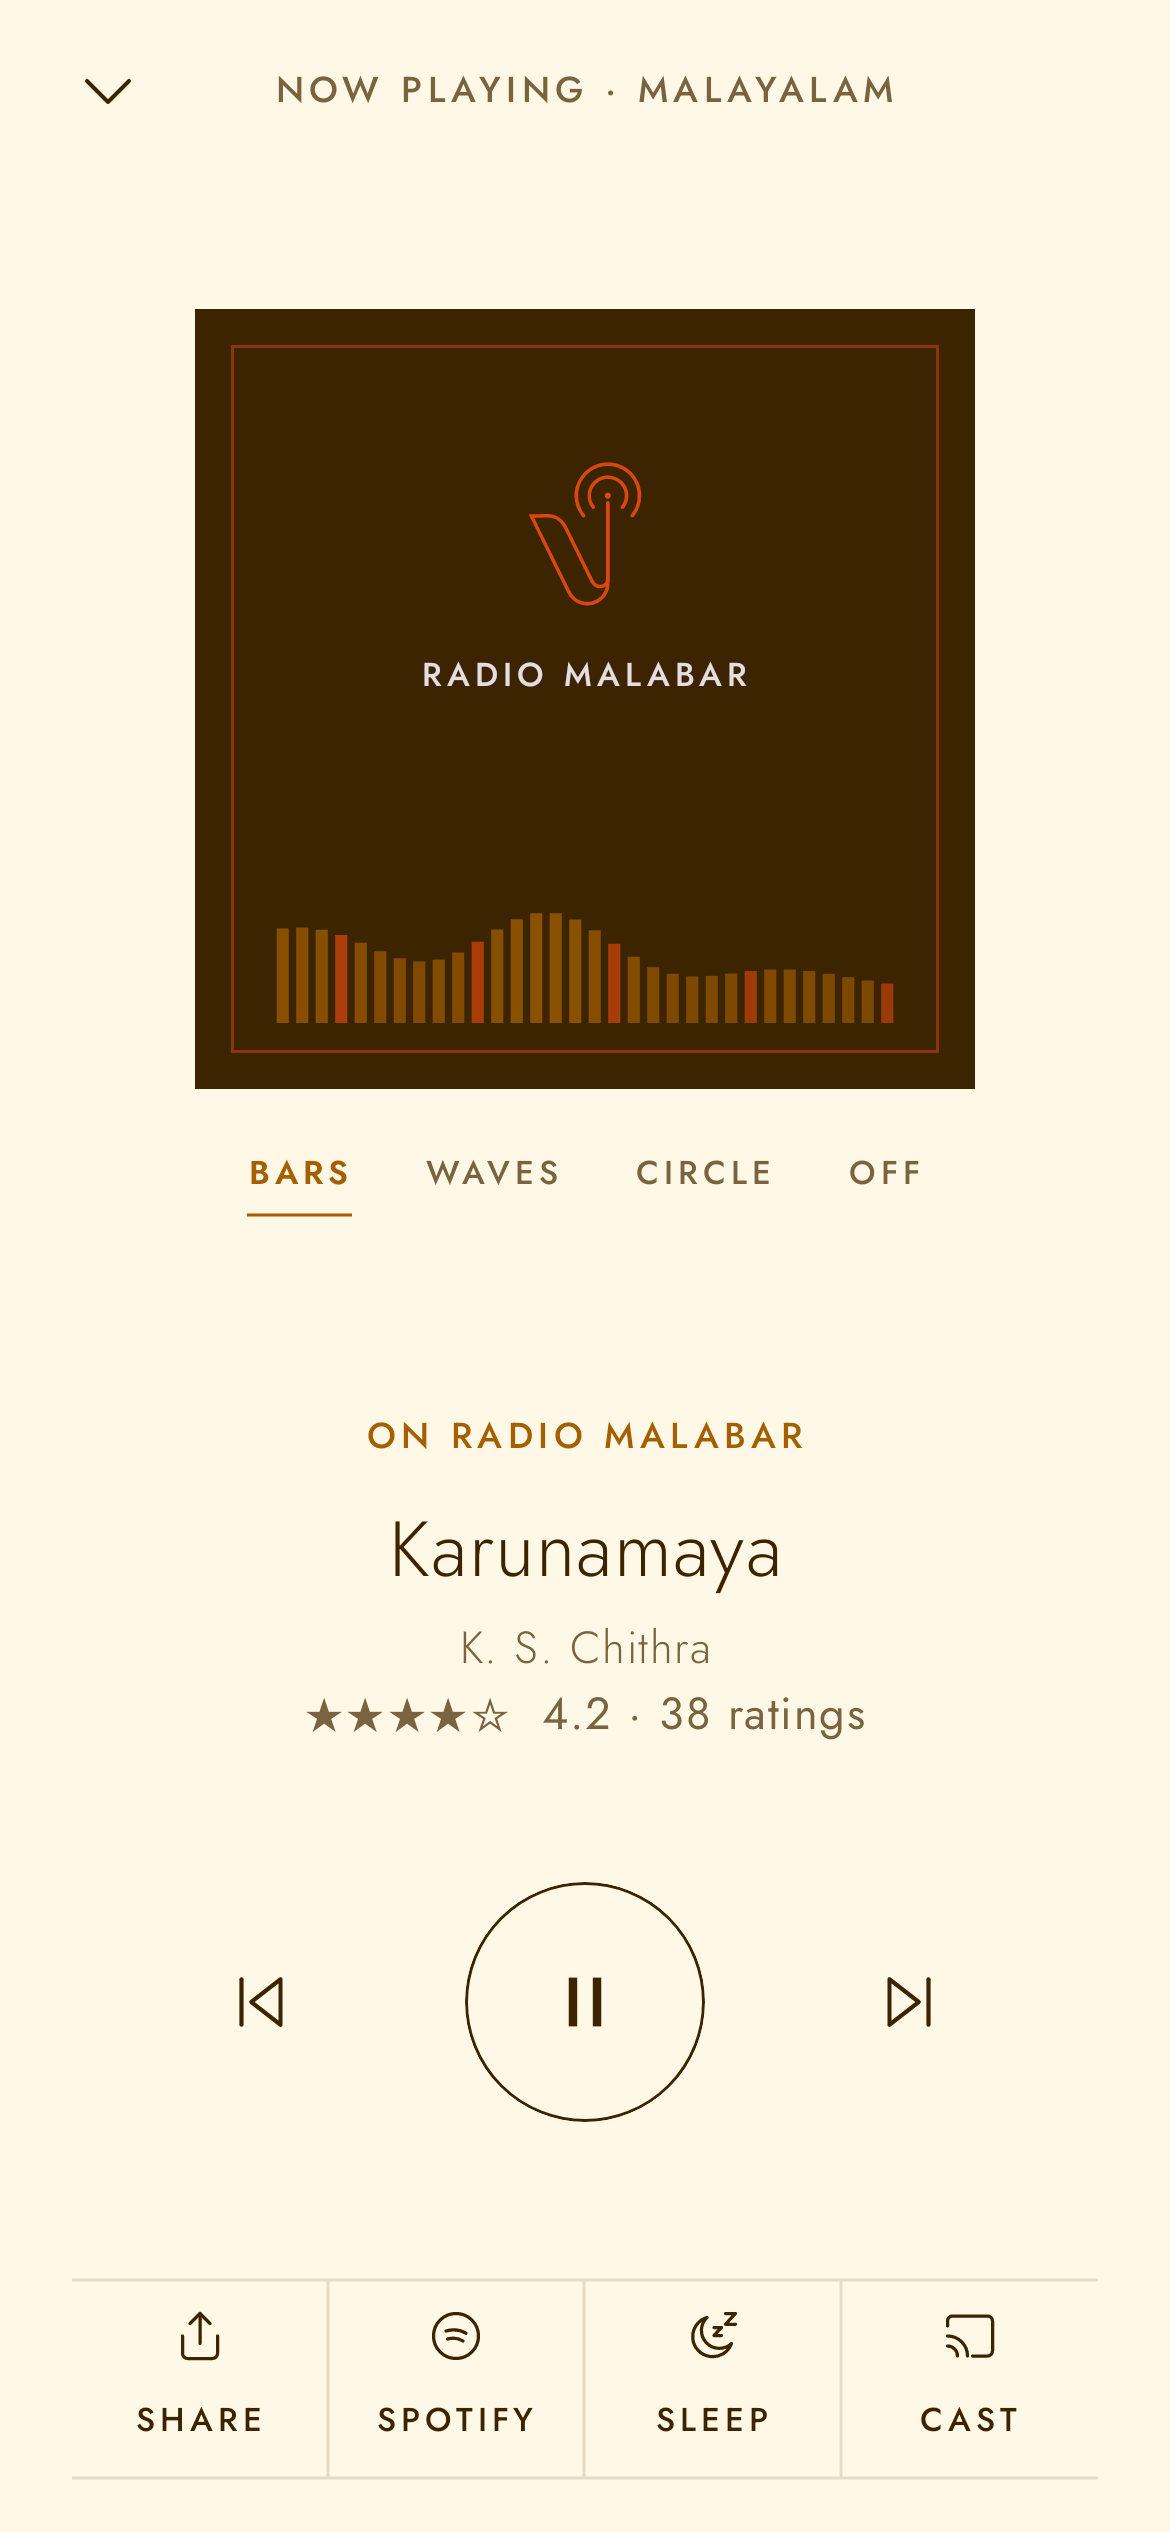 NOW PLAYING · MALAYALAM
RADIO MALABAR
BARS WAVES CIRCLE OFF
ON RADIO MALABAR
Karunamaya
K. S. Chithra
★★★★☆ 4.2 · 38 ratings
SHARE SPOTIFY SLEEP CAST